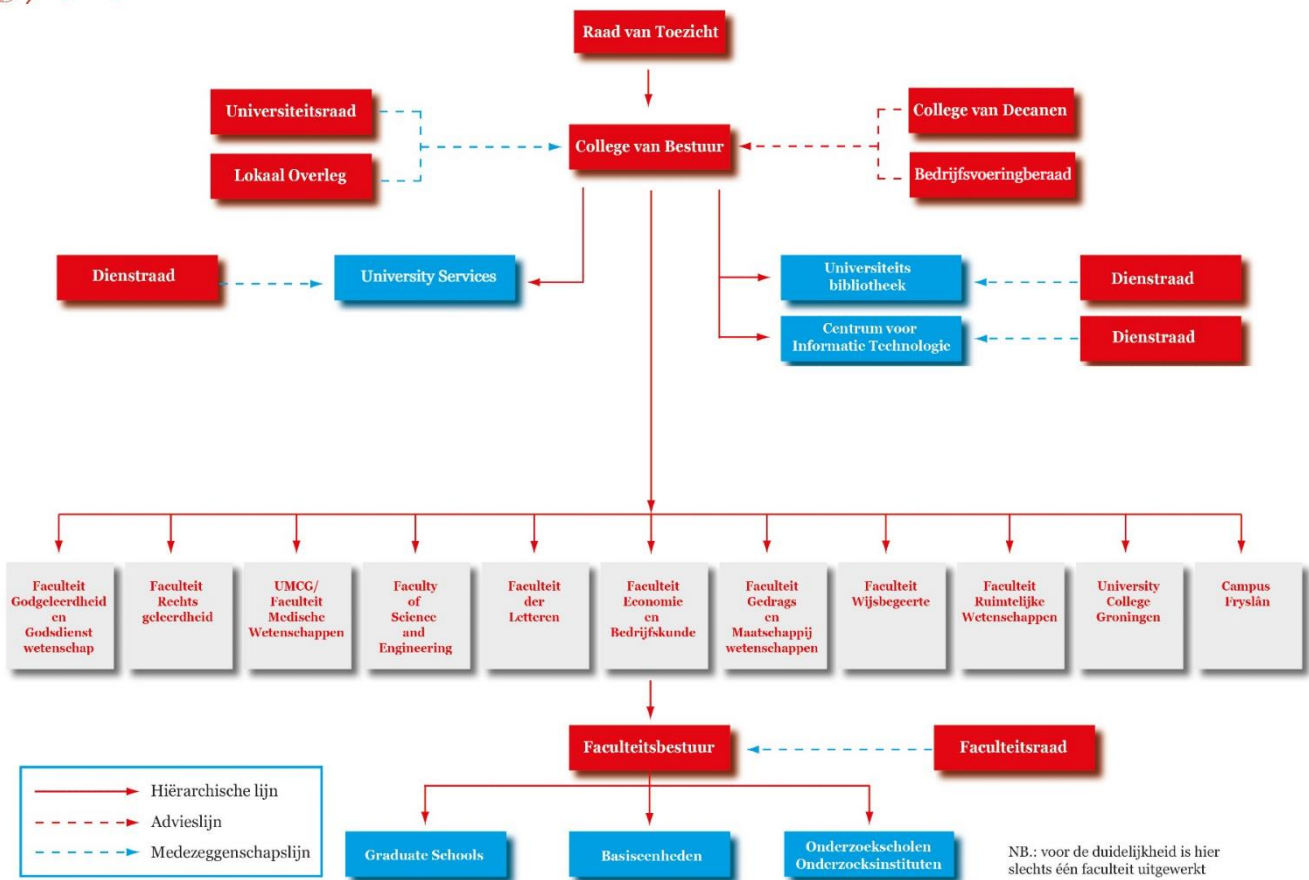 Raad van Toezicht
Universiteitsraad
College van Decanen
College van Bestuur
Lokaal Overleg
Bedrijfsvoeringberaad
Dienstraad
University Services
Universiteits
bibliotheek
Dienstraad
Centrum voor
Informatie Technologie
Dienstraad
Faculteit
Godgeleerdheid
en
Godsdienst
wetenschap
Faculteit
Rechts
geleerdheid
UMCG/
Faculteit
Medische
Wetenschappen
Faculty
of
Science
and
Engineering
Faculteit
der
Letteren
Faculteit
Economie
en
Bedrijfskunde
Faculteit
Gedrags
en
Maatschappij
wetenschappen
Faculteit
Wijsbegeerte
Faculteit
Ruimtelijke
Wetenschappen
University
College
Groningen
Campus
Fryslân
Faculteitsbestuur
Faculteitsraad
Hiërarchische lijn
Advieslijn
Medezeggenschapslijn
Graduate Schools
Basiseenheden
Onderzoekscholen
Onderzoeksinstituten
NB.: voor de duidelijkheid is hier
slechts één faculteit uitgewerkt